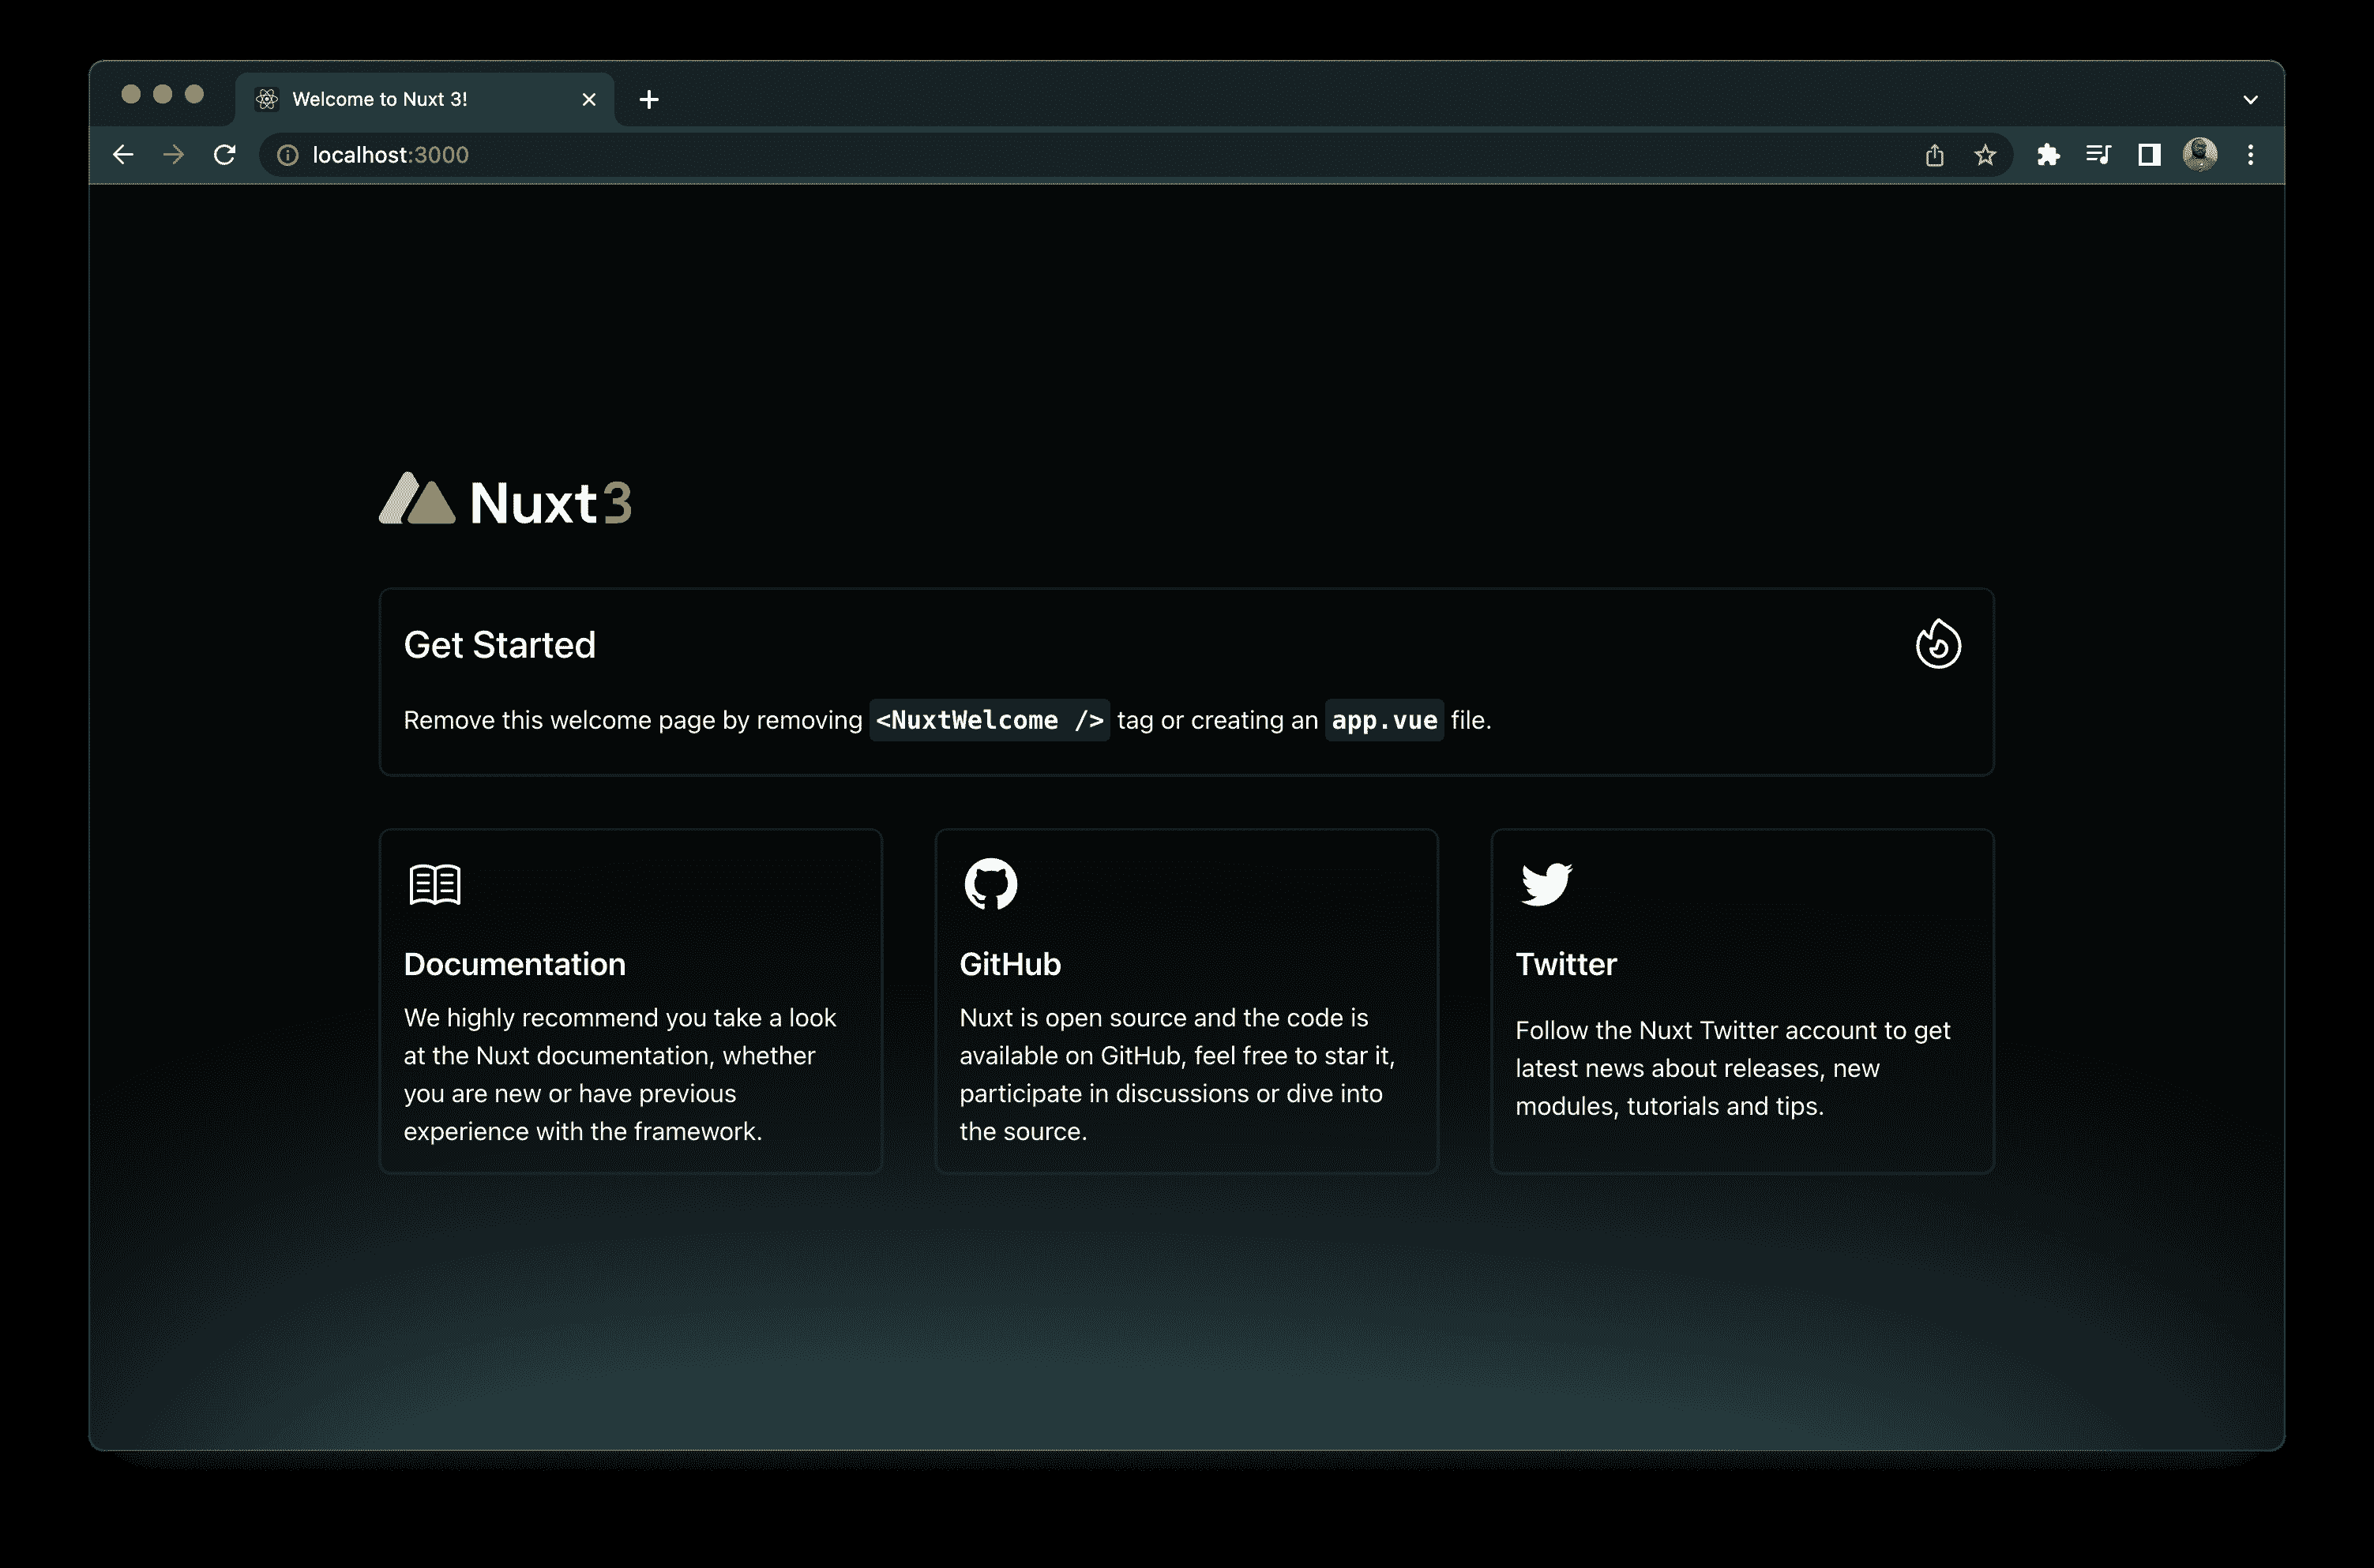 Welcome to Nuxt 3!
localhost:3000
Nuxt3
Get Started
Remove this welcome page by removing <NuxtWelcome /> tag or creating an app.vue file.
Documentation
We highly recommend you take a look
at the Nuxt documentation, whether
you are new or have previous
experience with the framework.
GitHub
Nuxt is open source and the code is
available on GitHub, feel free to star it,
participate in discussions or dive into
the source.
Twitter
Follow the Nuxt Twitter account to get
latest news about releases, new
modules, tutorials and tips.